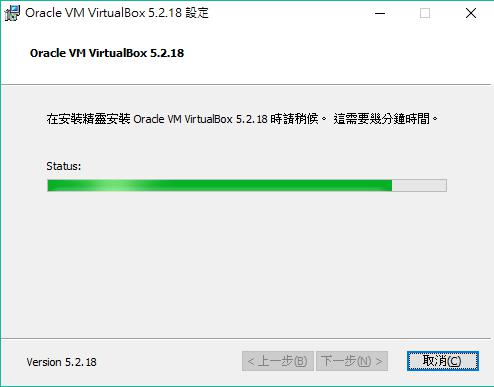 Oracle VM VirtualBox 5.2.18 設定
Oracle VM VirtualBox 5.2.18
在安裝精靈安裝 Oracle VM VirtualBox 5.2.18 時請稍候。 這需要幾分鐘時間。
Status:
Version 5.2.18
< 上一步(B) 下一步(N) > 取消(C)